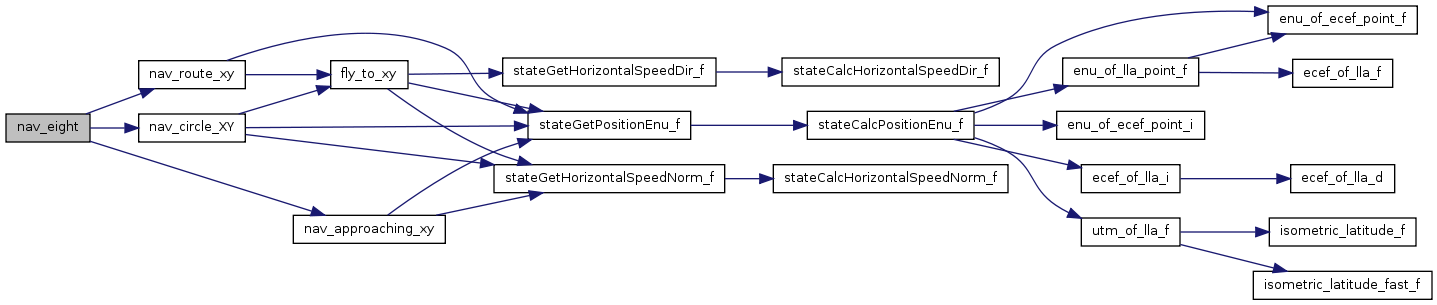 nav_eight
nav_route_xy
nav_circle_XY
nav_approaching_xy
fly_to_xy
stateGetHorizontalSpeedDir_f
stateGetPositionEnu_f
stateGetHorizontalSpeedNorm_f
stateCalcHorizontalSpeedDir_f
stateCalcPositionEnu_f
stateCalcHorizontalSpeedNorm_f
enu_of_lla_point_f
enu_of_ecef_point_i
ecef_of_lla_i
utm_of_lla_f
enu_of_ecef_point_f
ecef_of_lla_f
ecef_of_lla_d
isometric_latitude_f
isometric_latitude_fast_f